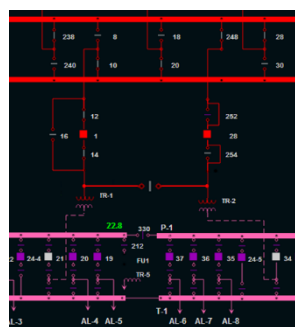 238 8 18 248 28
240 10 20 30
12 252
16 1 28
14 254
TR-1 TR-2
22.8 330 P-1
212
2 24-4 21 20 19 FU1 37 36 35 24-5 34
TR-5
T-1
AL-3 AL-4 AL-5 AL-6 AL-7 AL-8